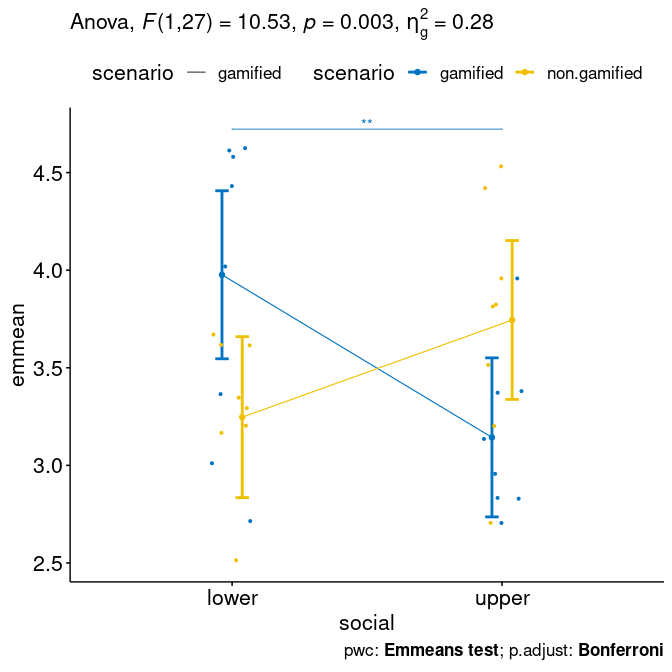 Anova, F(1,27) = 10.53, p = 0.003, η²g = 0.28
scenario gamified scenario gamified non.gamified
**
4.5
4.0
3.5
3.0
2.5
emmean
lower upper
social
pwc: Emmeans test; p.adjust: Bonferroni